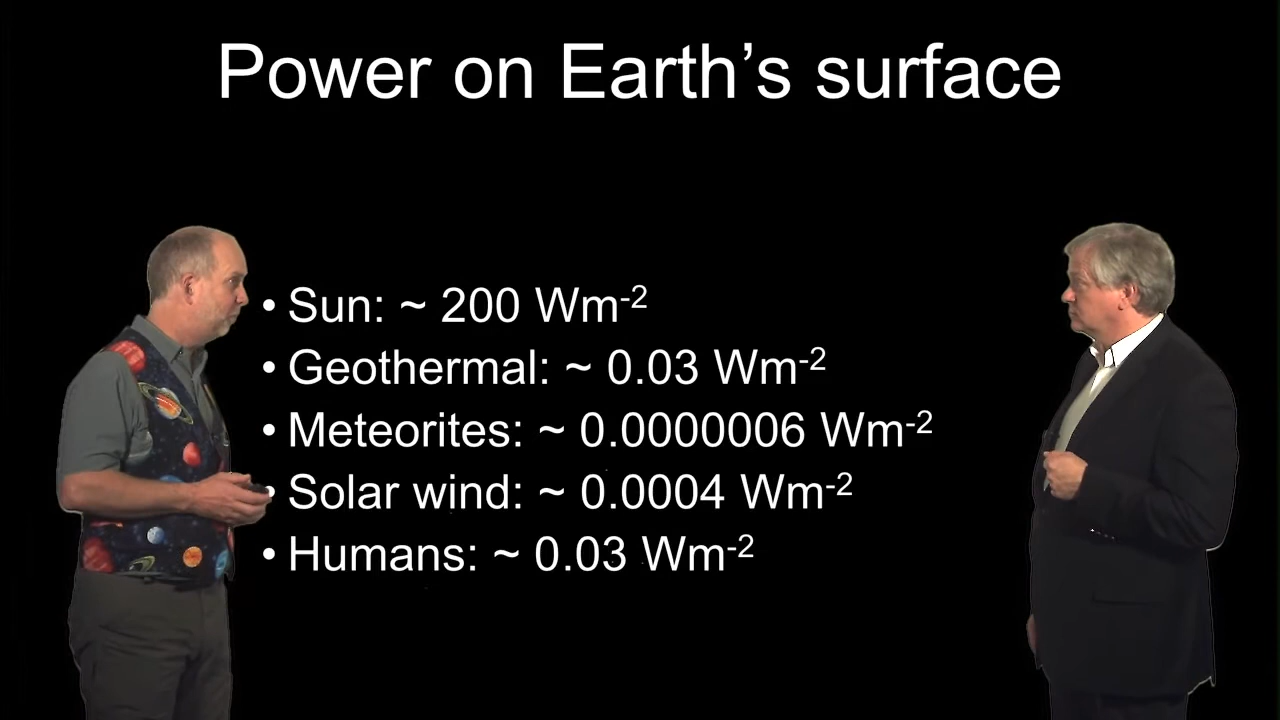 Power on Earth’s surface
• Sun: ~ 200 Wm-2
• Geothermal: ~ 0.03 Wm-2
• Meteorites: ~ 0.0000006 Wm-2
• Solar wind: ~ 0.0004 Wm-2
• Humans: ~ 0.03 Wm-2